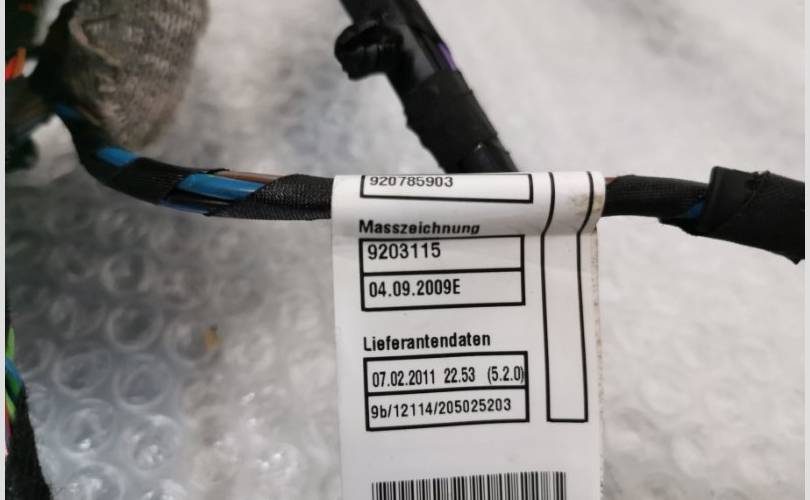 920785903
Masszeichnung
9203115
04.09.2009E
Lieferantendaten
07.02.2011 22.53 (5.2.0)
9b/12114/205025203